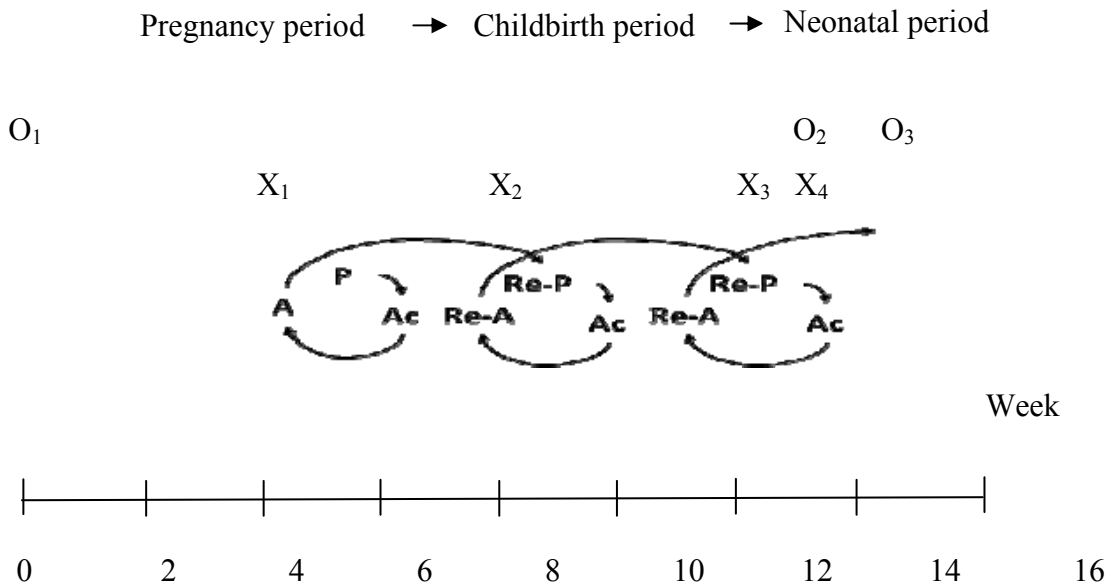 Pregnancy period → Childbirth period → Neonatal period
O₁ O₂ O₃
X₁ X₂ X₃ X₄
P Re-P Re-P
A Ac Re-A Ac Re-A Ac
Week
0 2 4 6 8 10 12 14 16